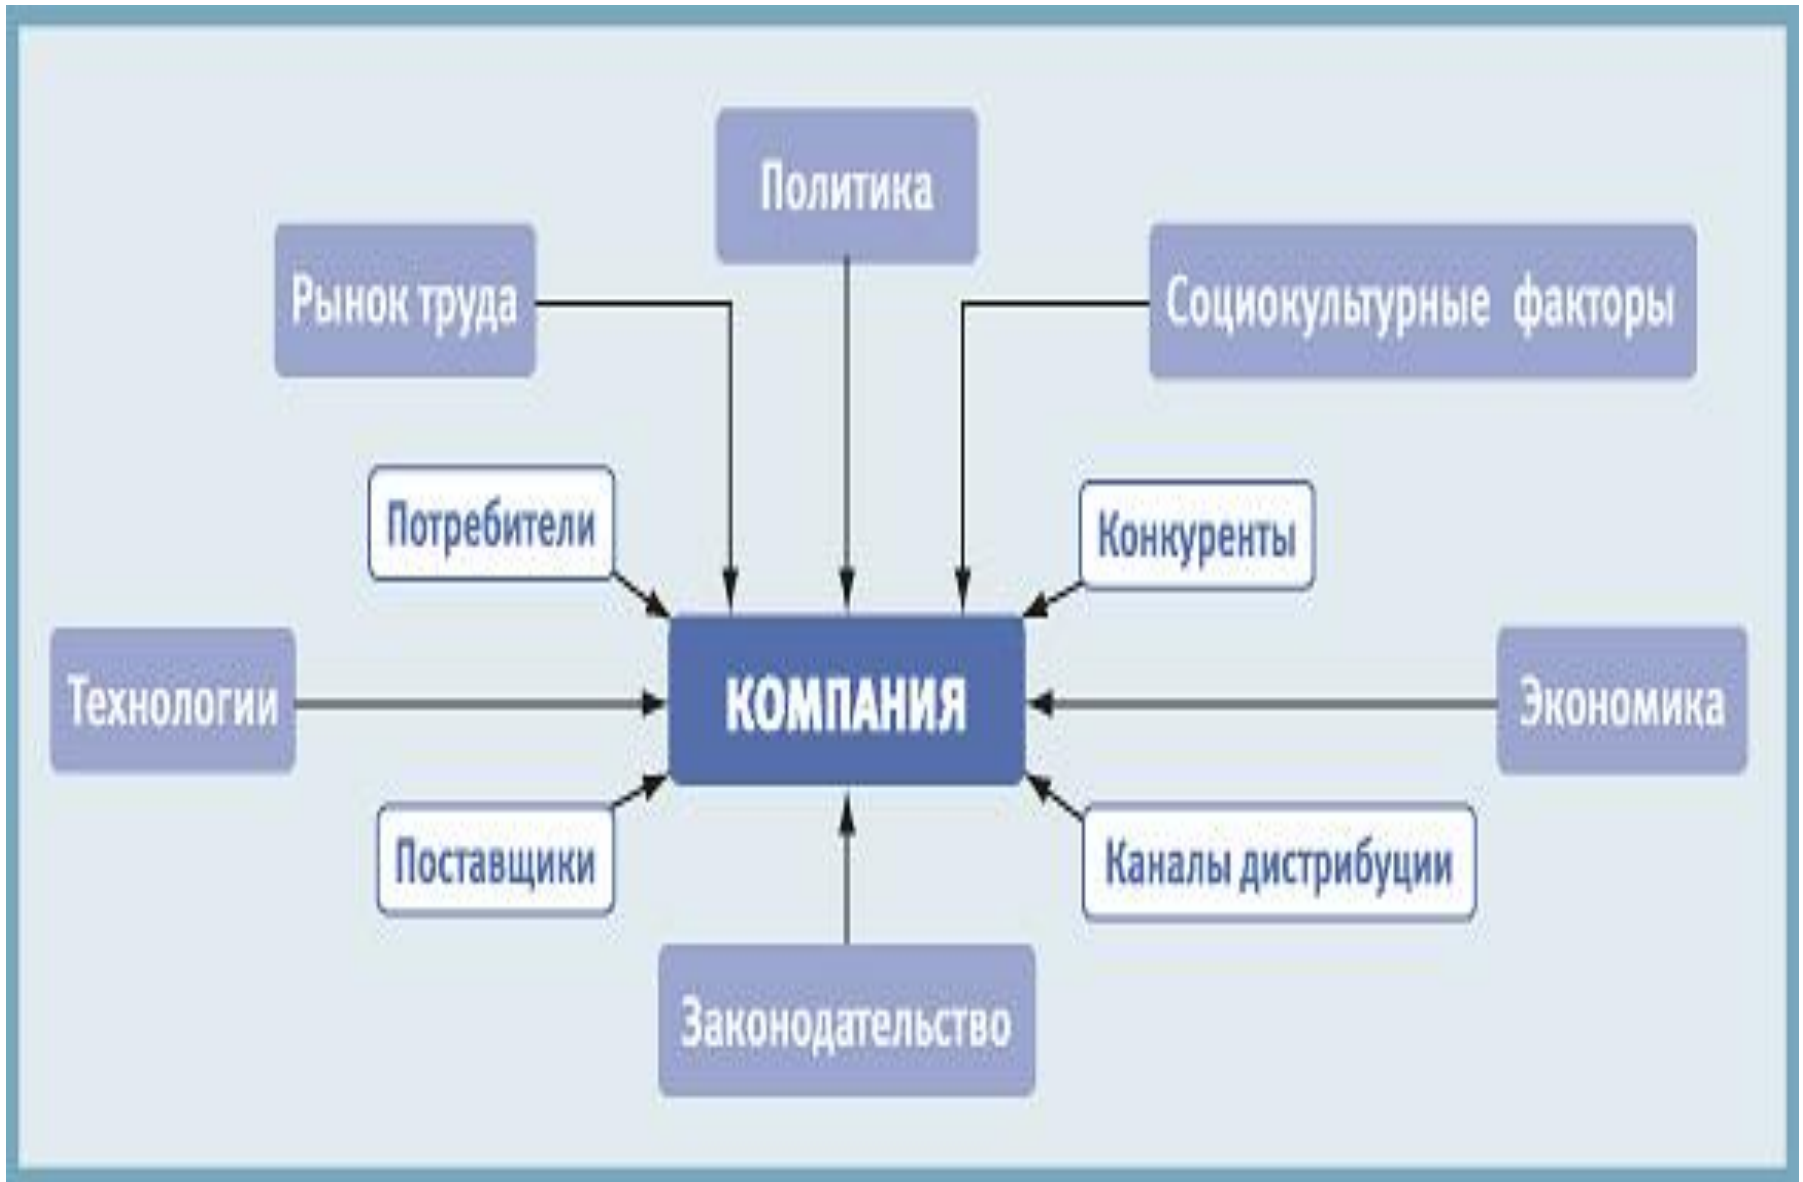 Политика
Рынок труда
Социокультурные факторы
Потребители
Конкуренты
Технологии
КОМПАНИЯ
Экономика
Поставщики
Каналы дистрибуции
Законодательство